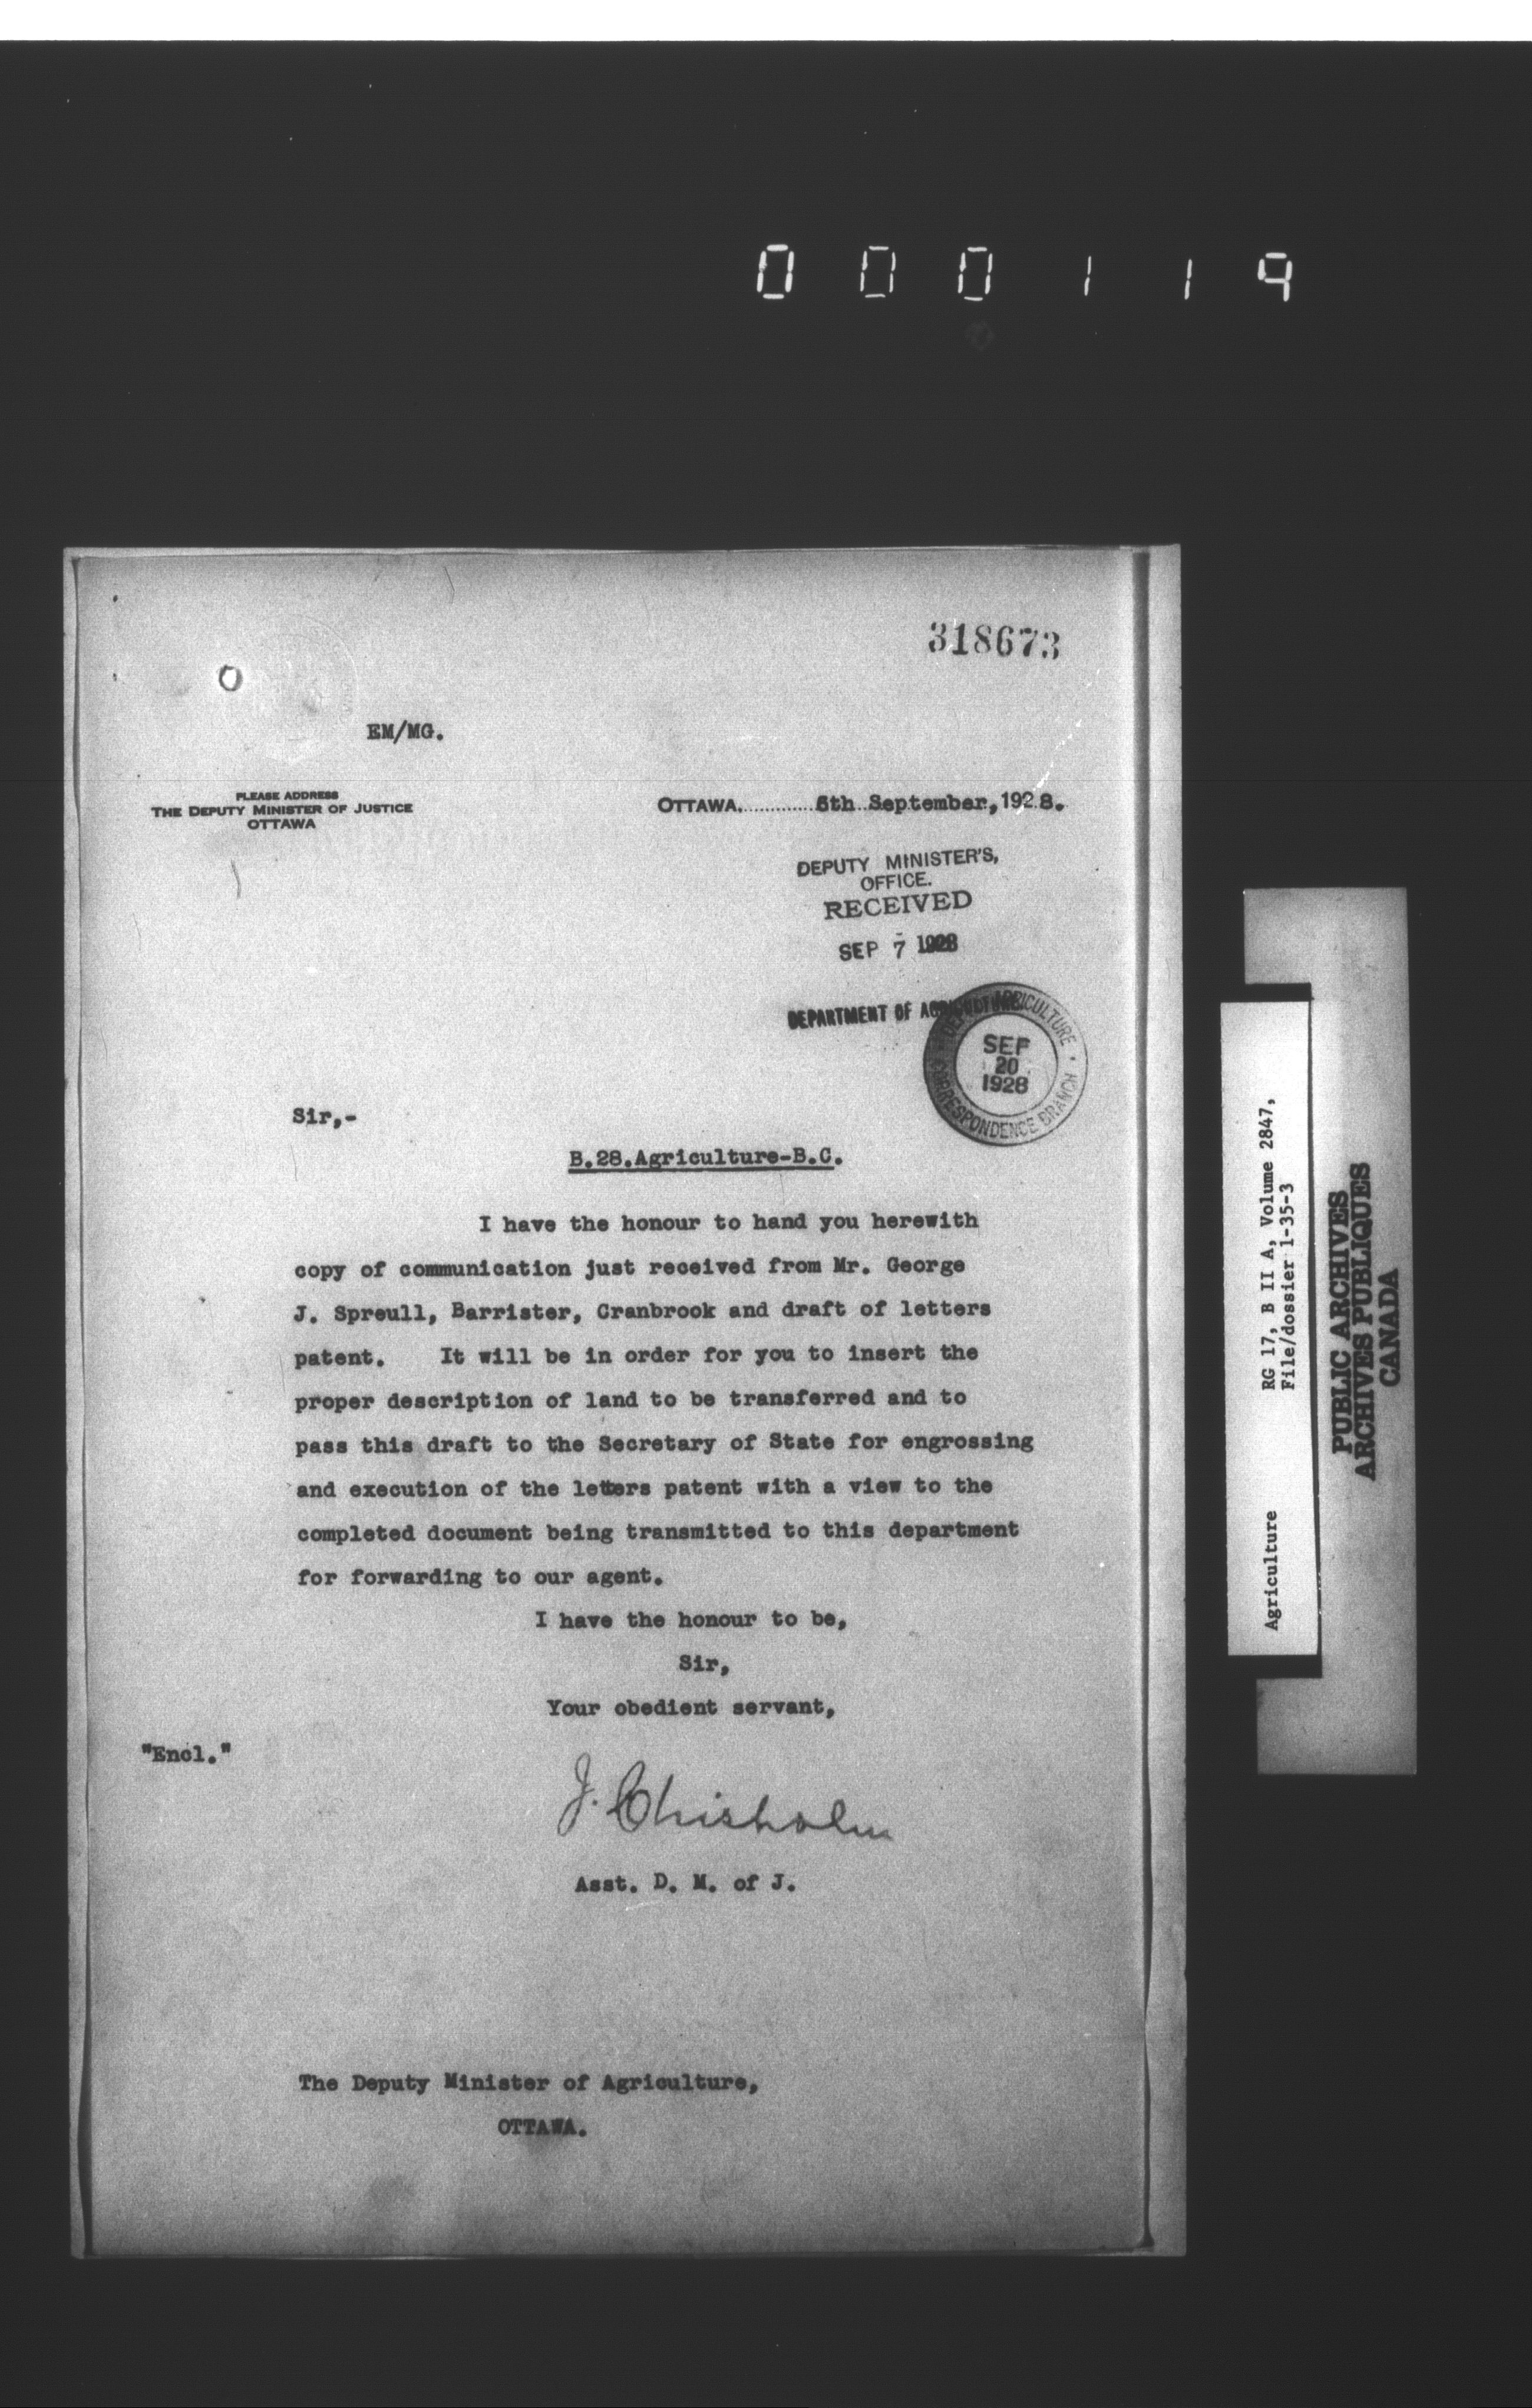 000119
318673
EM/MG.
PLEASE ADDRESS
THE DEPUTY MINISTER OF JUSTICE
OTTAWA
OTTAWA.............6th September,1928.
DEPUTY MINISTER'S,
OFFICE.
RECEIVED
SEP 7 1928
DEPARTMENT OF AGRICULTURE
DEPT. OF AGRICULTURE
SEP
20
1928
CORRESPONDENCE BRANCH
Sir,-
B.28.Agriculture-B.C.
I have the honour to hand you herewith
copy of communication just received from Mr. George
J. Spreull, Barrister, Cranbrook and draft of letters
patent. It will be in order for you to insert the
proper description of land to be transferred and to
pass this draft to the Secretary of State for engrossing
and execution of the letters patent with a view to the
completed document being transmitted to this department
for forwarding to our agent.
I have the honour to be,
Sir,
Your obedient servant,
"Encl."
J. Chisholm
Asst. D. M. of J.
The Deputy Minister of Agriculture,
OTTAWA.
Agriculture RG 17, B II A, Volume 2847,
File/dossier 1-35-3
PUBLIC ARCHIVES
ARCHIVES PUBLIQUES
CANADA